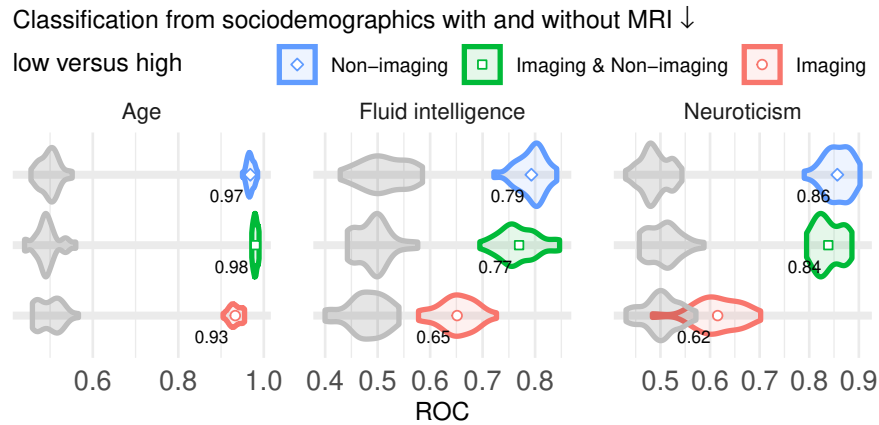 Classification from sociodemographics with and without MRI ↓
low versus high
Non−imaging
Imaging & Non−imaging
Imaging
Age
Fluid intelligence
Neuroticism
0.97
0.79
0.86
0.98
0.77
0.84
0.93
0.65
0.62
0.6 0.8 1.0
0.4 0.5 0.6 0.7 0.8
0.5 0.6 0.7 0.8 0.9
ROC